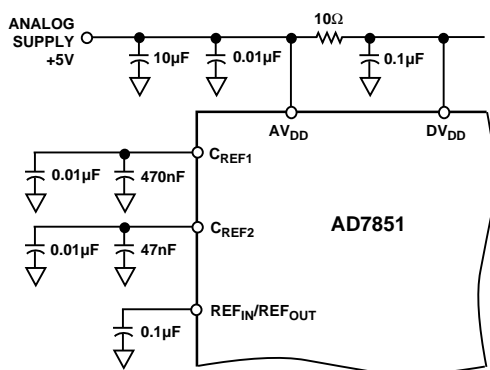 ANALOG
SUPPLY
+5V
10µF
0.01µF
10Ω
0.1µF
AVDD
DVDD
CREF1
0.01µF
470nF
CREF2
0.01µF
47nF
AD7851
REFIN/REFOUT
0.1µF